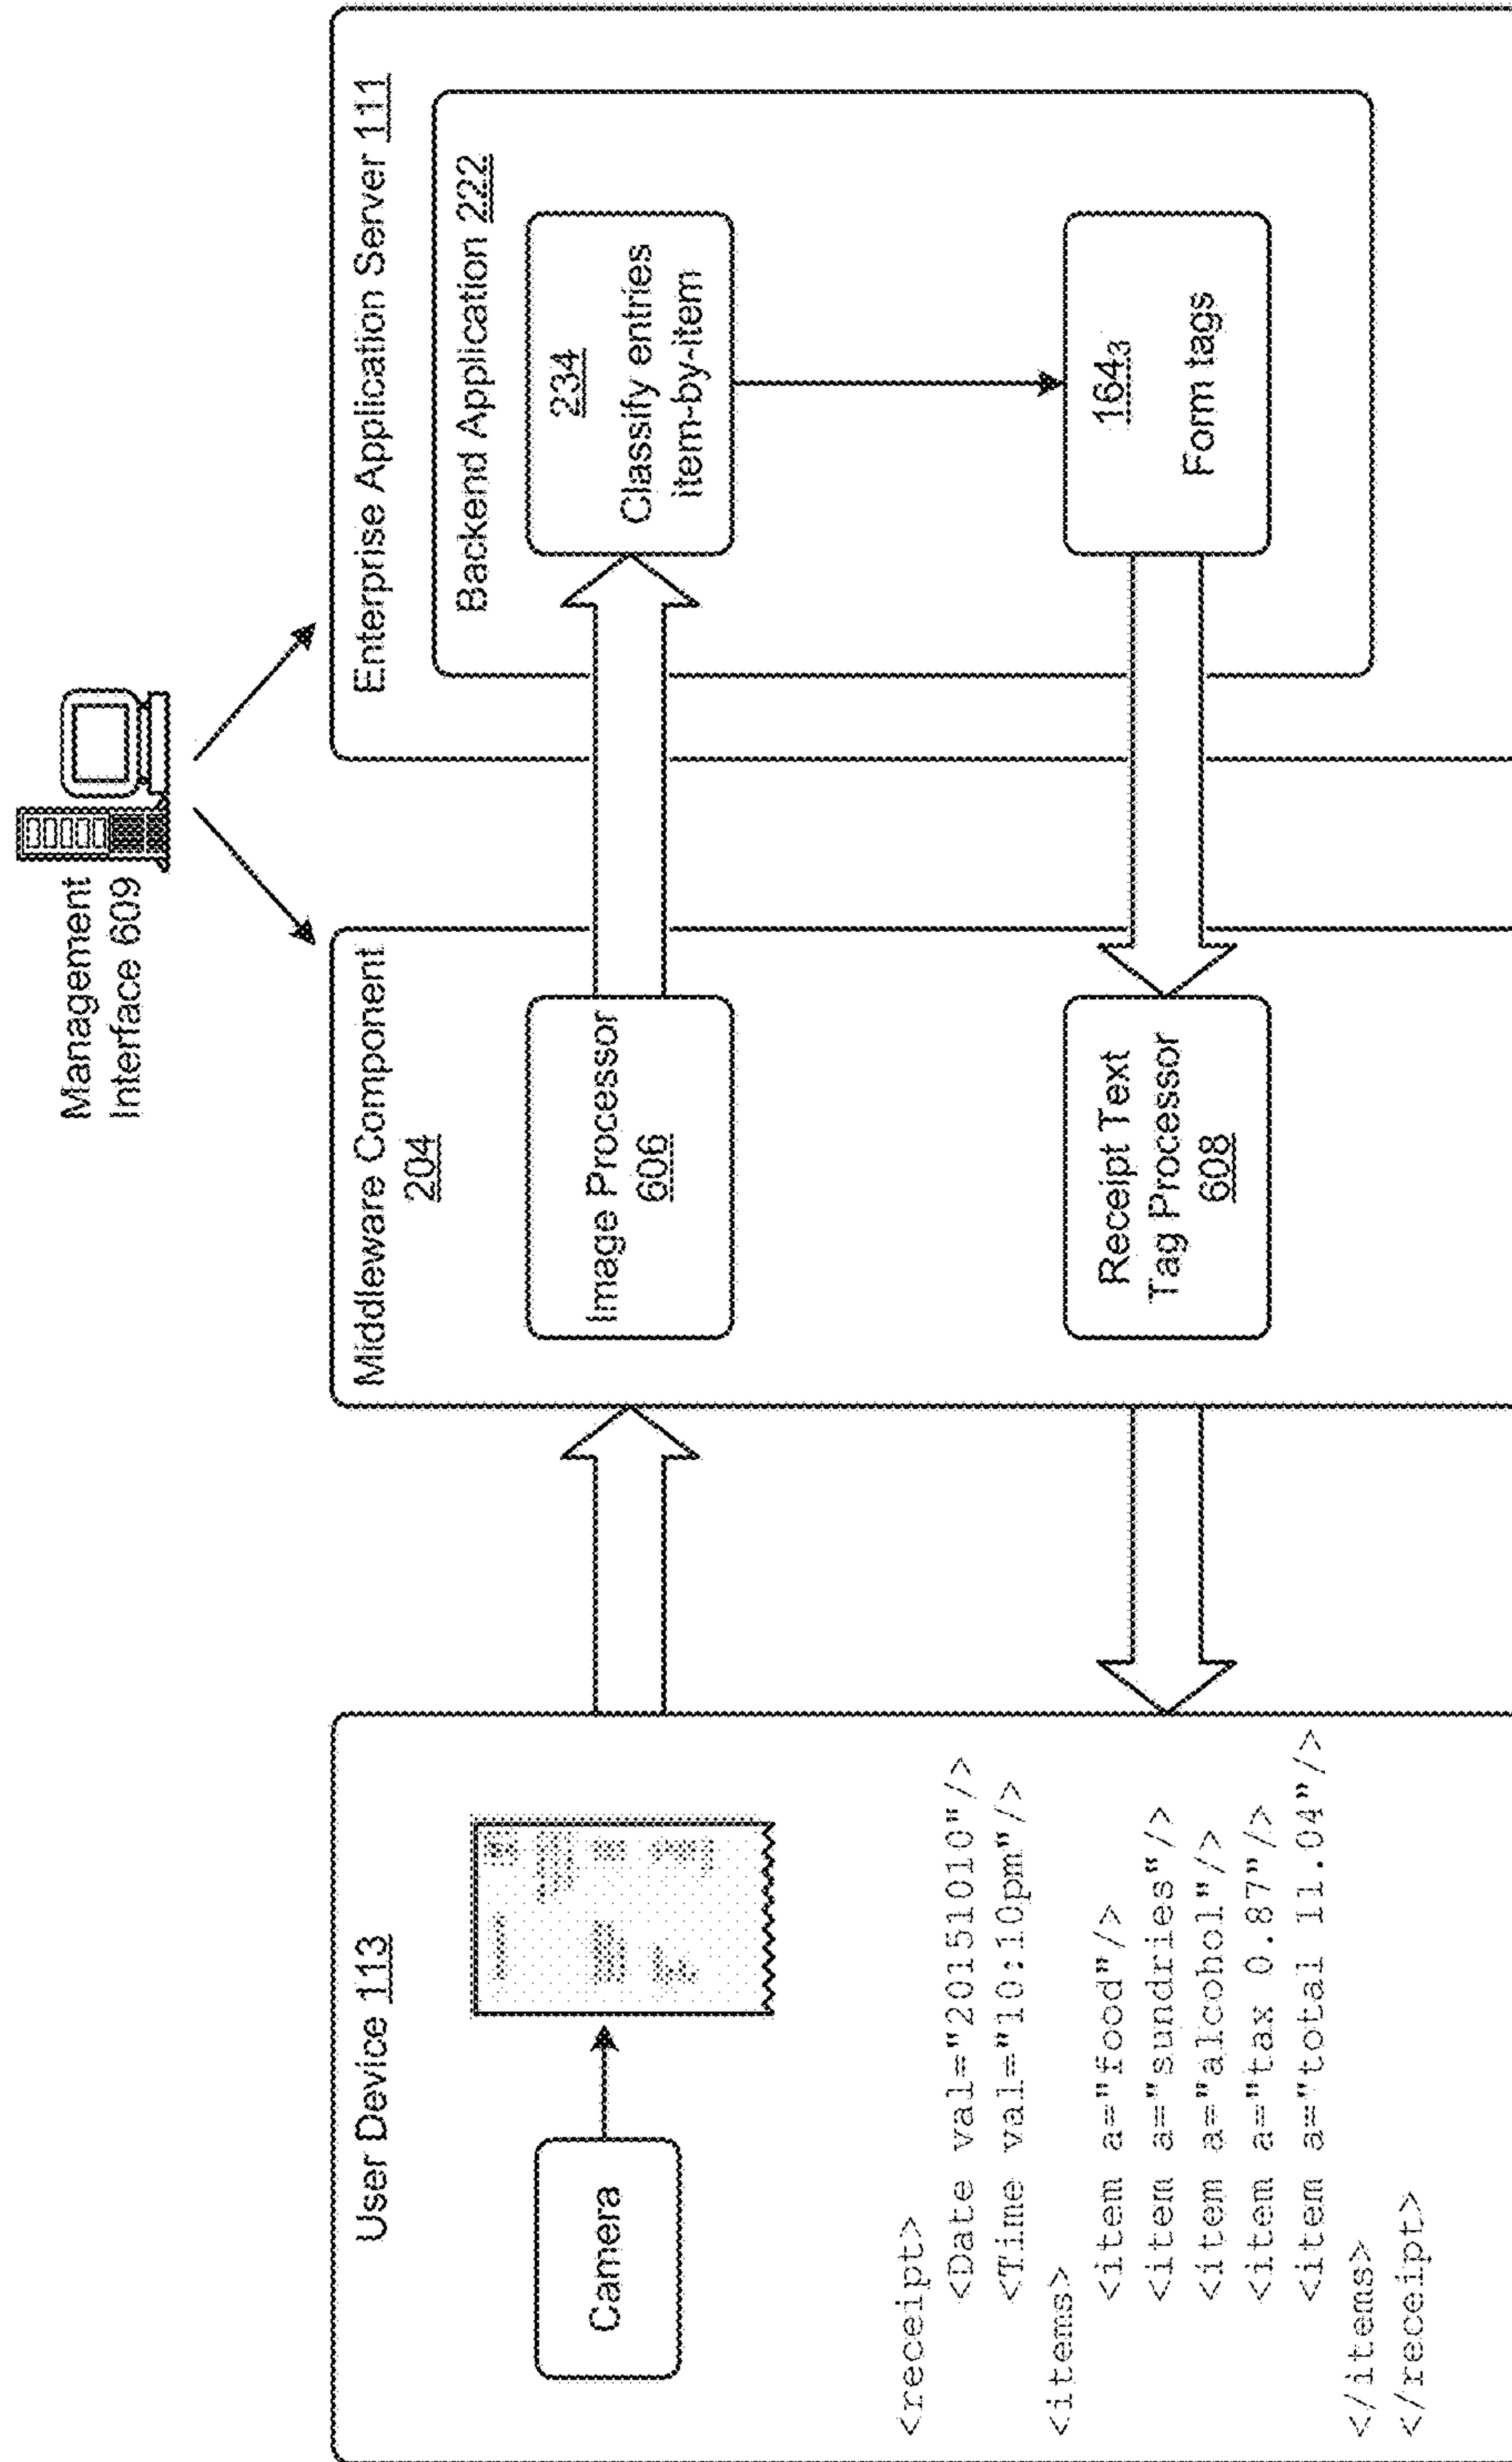 Management
Interface 609
User Device 113
Camera
<receipt>
<Date val="20151010"/>
<Time val="10:10pm"/>
<items>
<item a="food"/>
<item a="sundries"/>
<item a="alcohol"/>
<item a="tax 0.87"/>
<item a="total 11.04"/>
</items>
</receipt>
Middleware Component
204
Image Processor
606
Receipt Text
Tag Processor
608
Enterprise Application Server 111
Backend Application 222
234
Classify entries
item-by-item
164₃
Form tags